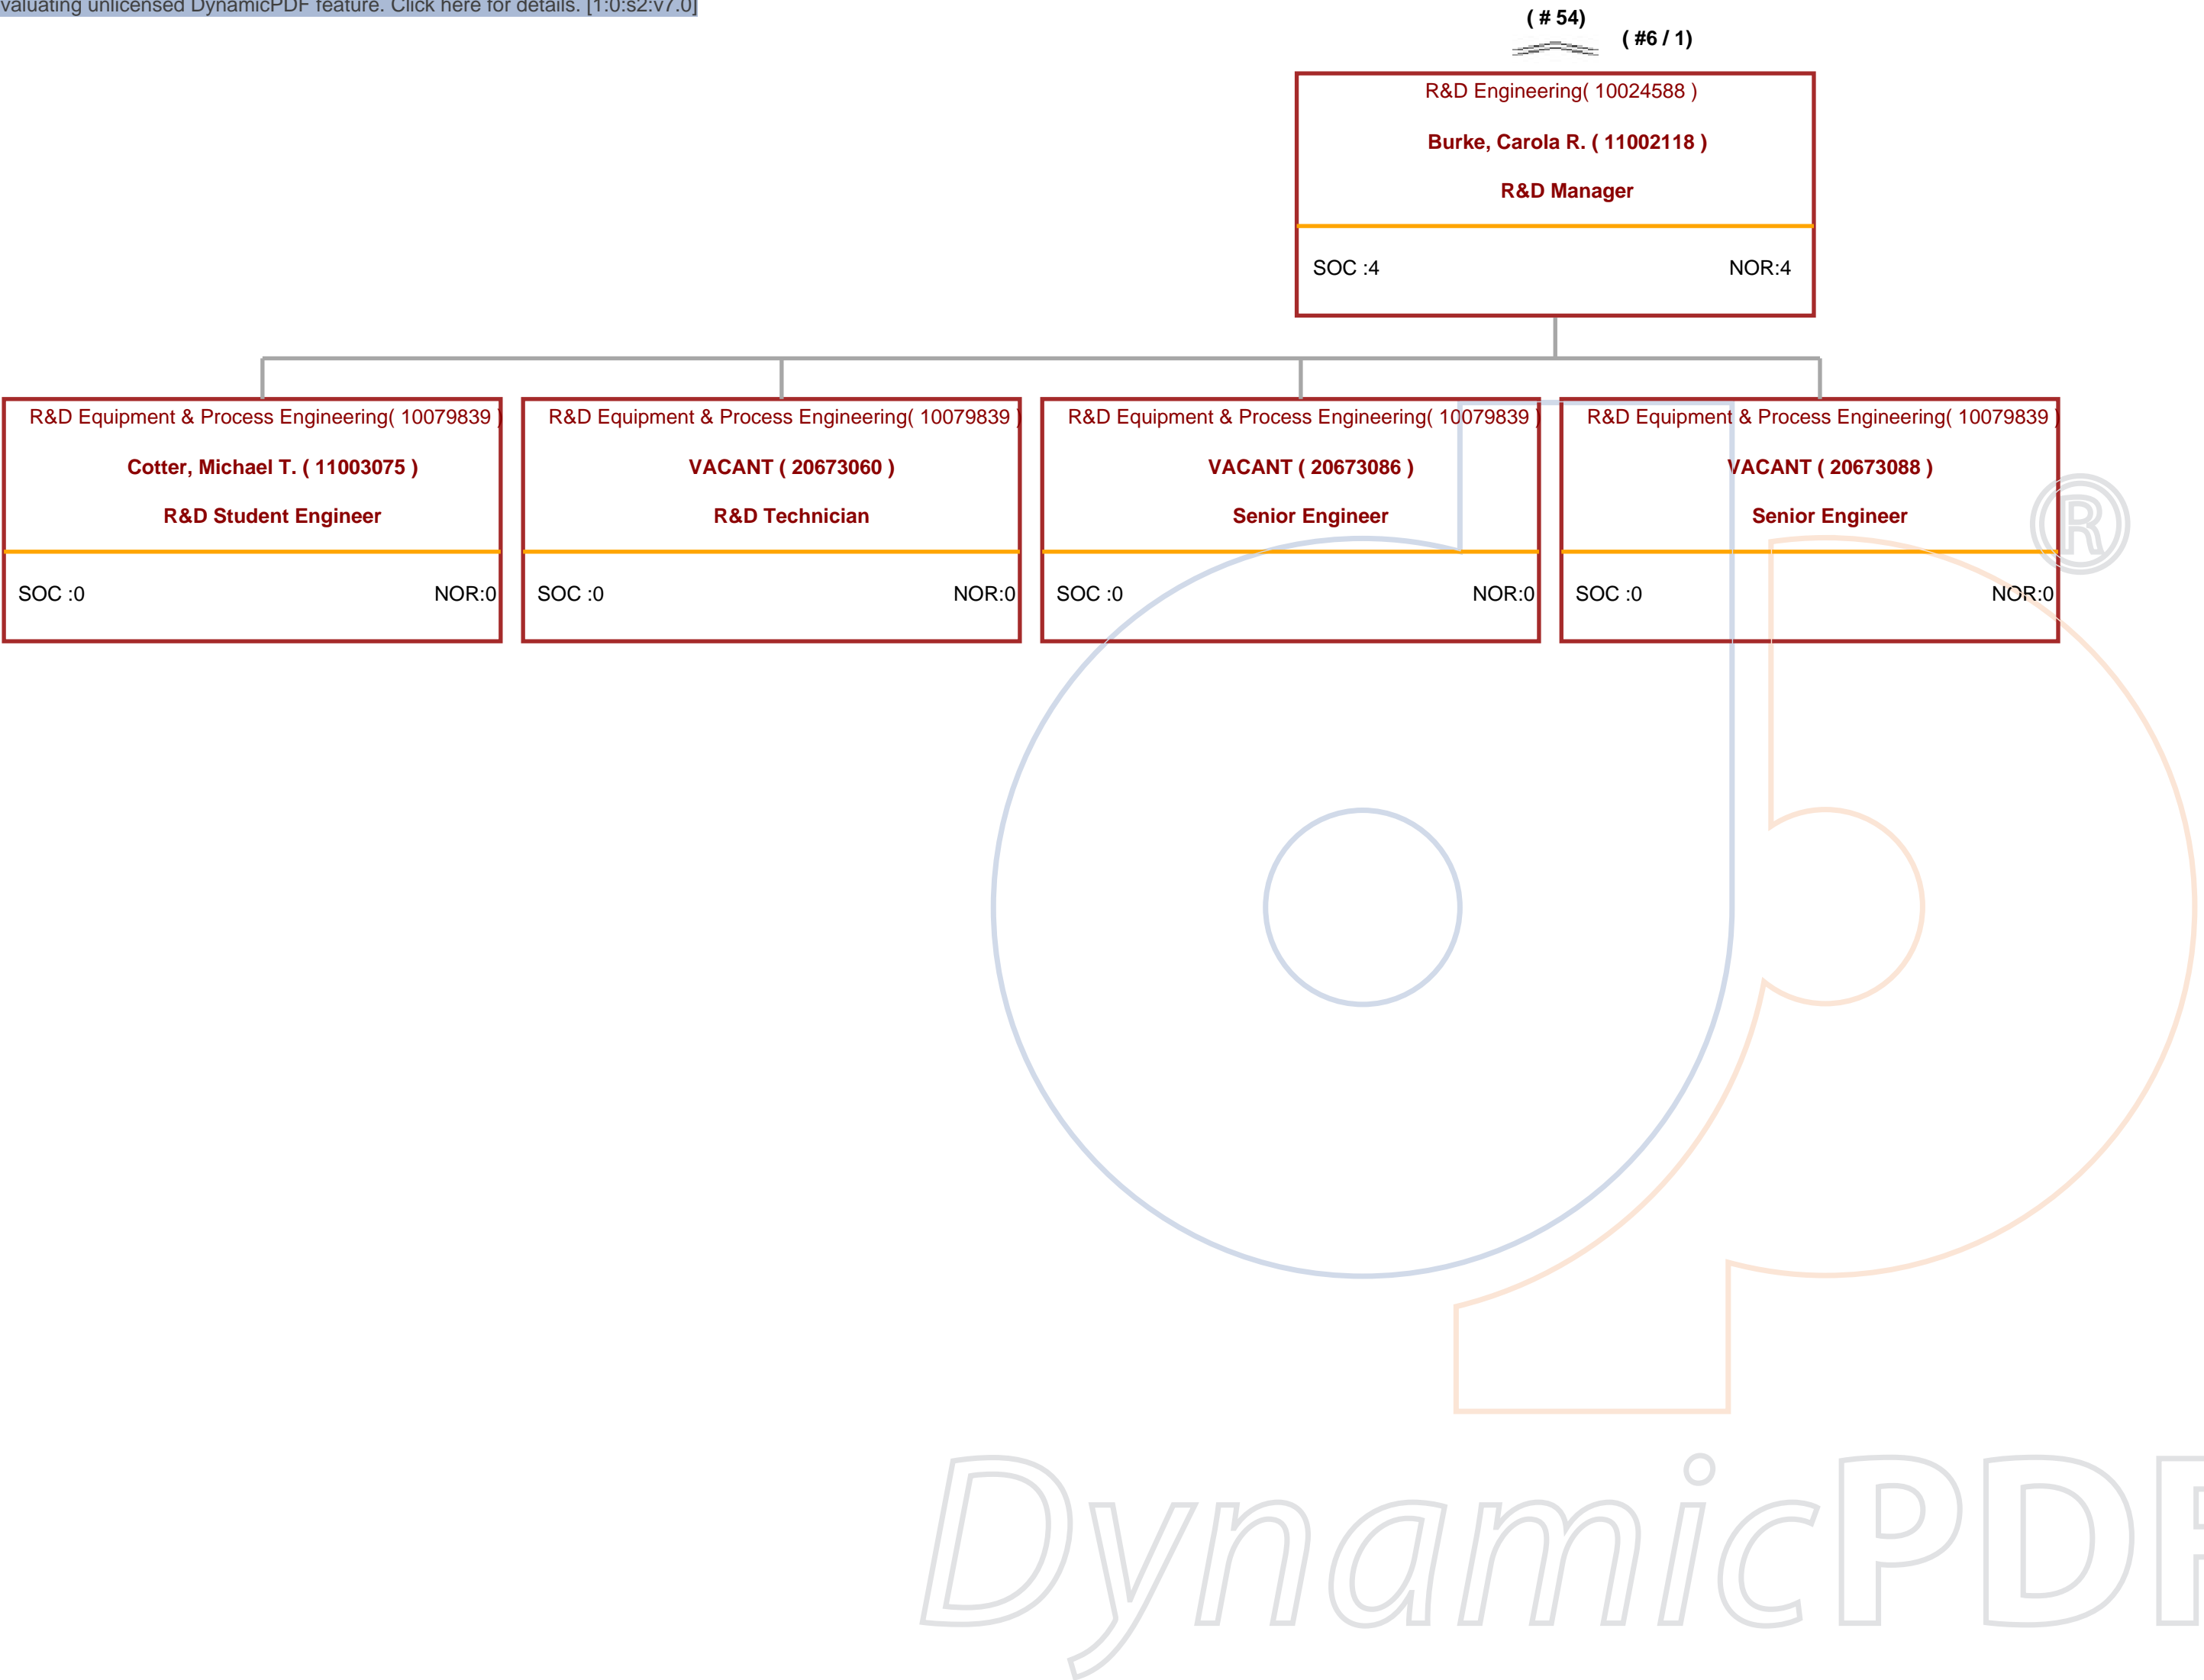 valuating unlicensed DynamicPDF feature. Click here for details. [1:0:s2:v7.0]
( # 54)
( #6 / 1)
R&D Engineering( 10024588 )
Burke, Carola R. ( 11002118 )
R&D Manager
SOC :4 NOR:4
R&D Equipment & Process Engineering( 10079839 )
Cotter, Michael T. ( 11003075 )
R&D Student Engineer
SOC :0 NOR:0
R&D Equipment & Process Engineering( 10079839 )
VACANT ( 20673060 )
R&D Technician
SOC :0 NOR:0
R&D Equipment & Process Engineering( 10079839 )
VACANT ( 20673086 )
Senior Engineer
SOC :0 NOR:0
R&D Equipment & Process Engineering( 10079839 )
VACANT ( 20673088 )
Senior Engineer
SOC :0 NOR:0
®
DynamicPDF